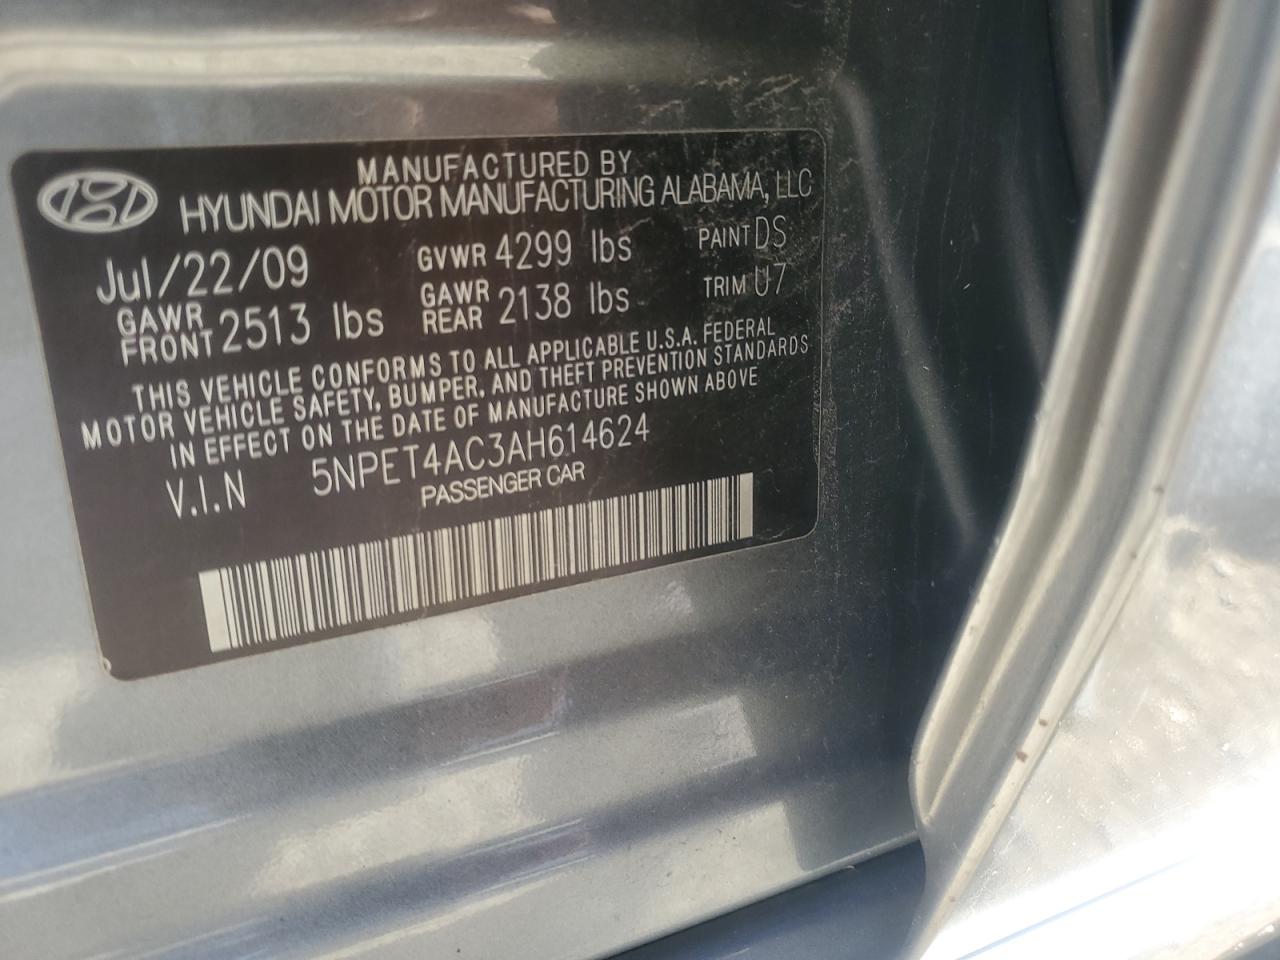 MANUFACTURED BY
HYUNDAI MOTOR MANUFACTURING ALABAMA, LLC
Jul/22/09 GVWR 4299 lbs PAINT DS
GAWR FRONT 2513 lbs GAWR REAR 2138 lbs TRIM U7
THIS VEHICLE CONFORMS TO ALL APPLICABLE U.S.A. FEDERAL
MOTOR VEHICLE SAFETY, BUMPER, AND THEFT PREVENTION STANDARDS
IN EFFECT ON THE DATE OF MANUFACTURE SHOWN ABOVE
V.I.N 5NPET4AC3AH614624
PASSENGER CAR